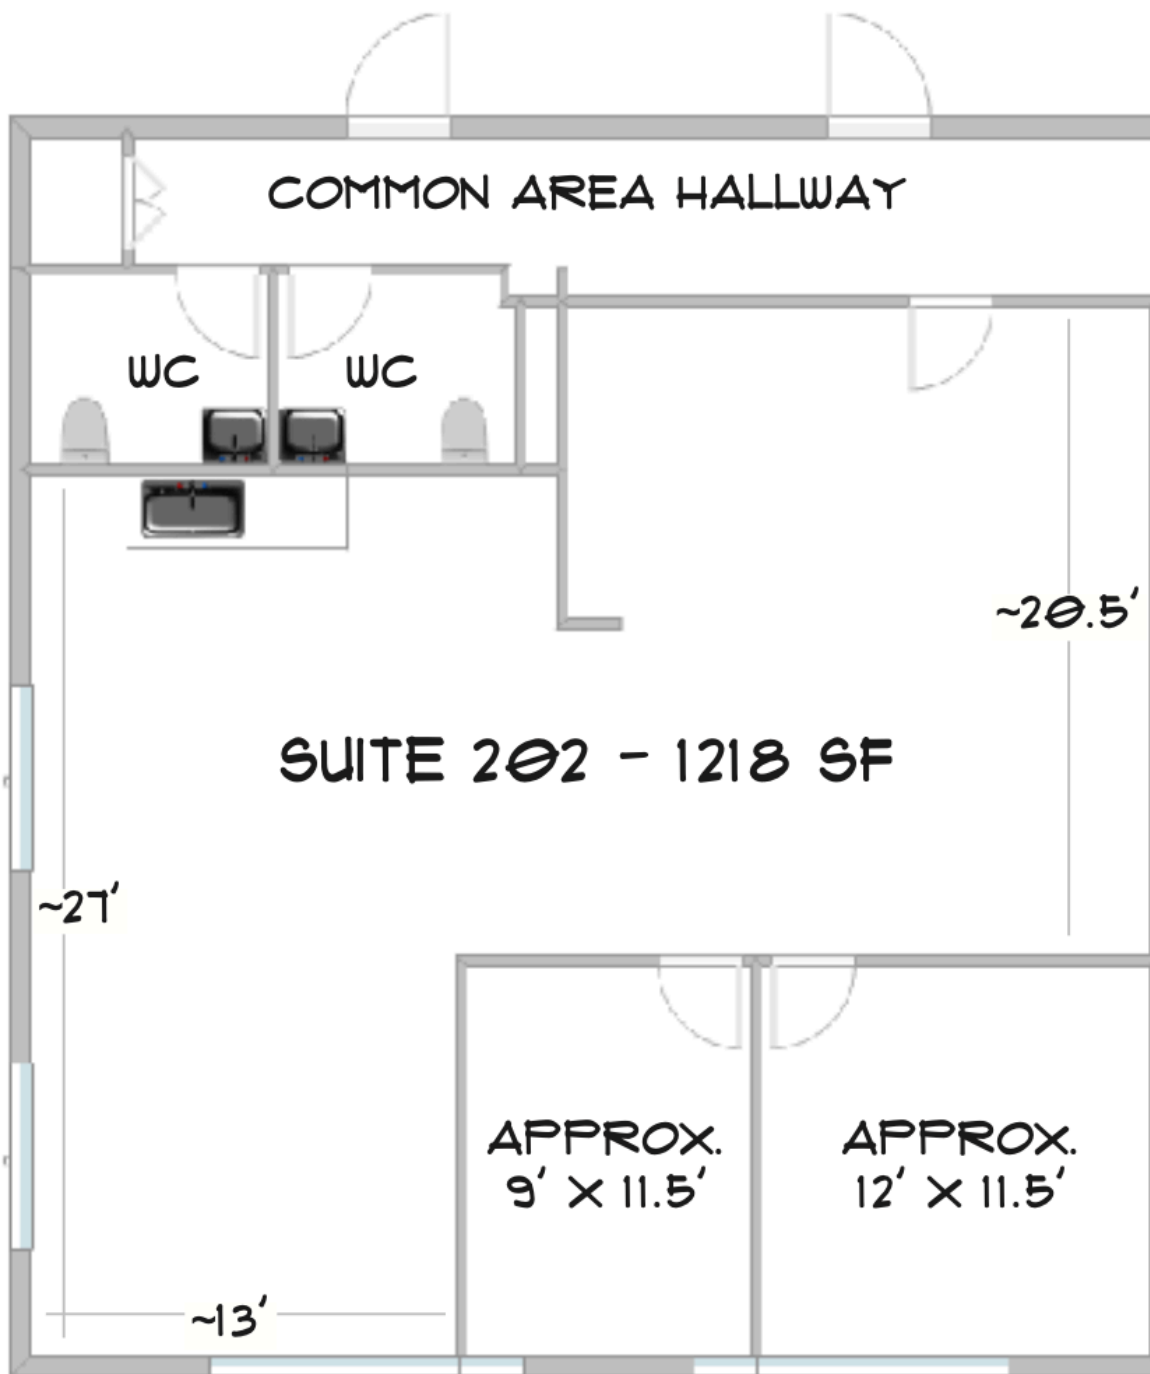 COMMON AREA HALLWAY
WC WC
~20.5'
SUITE 202 - 1218 SF
~27'
APPROX.
9' X 11.5'
APPROX.
12' X 11.5'
~13'